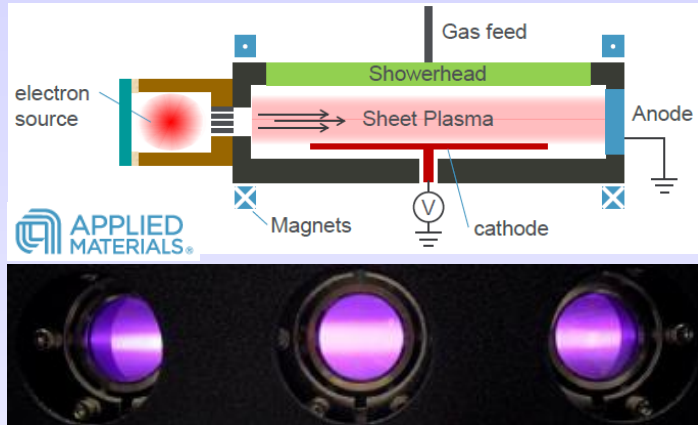 Gas feed
Showerhead
electron
source
Sheet Plasma
Anode
V
Magnets
cathode
APPLIED
MATERIALS®